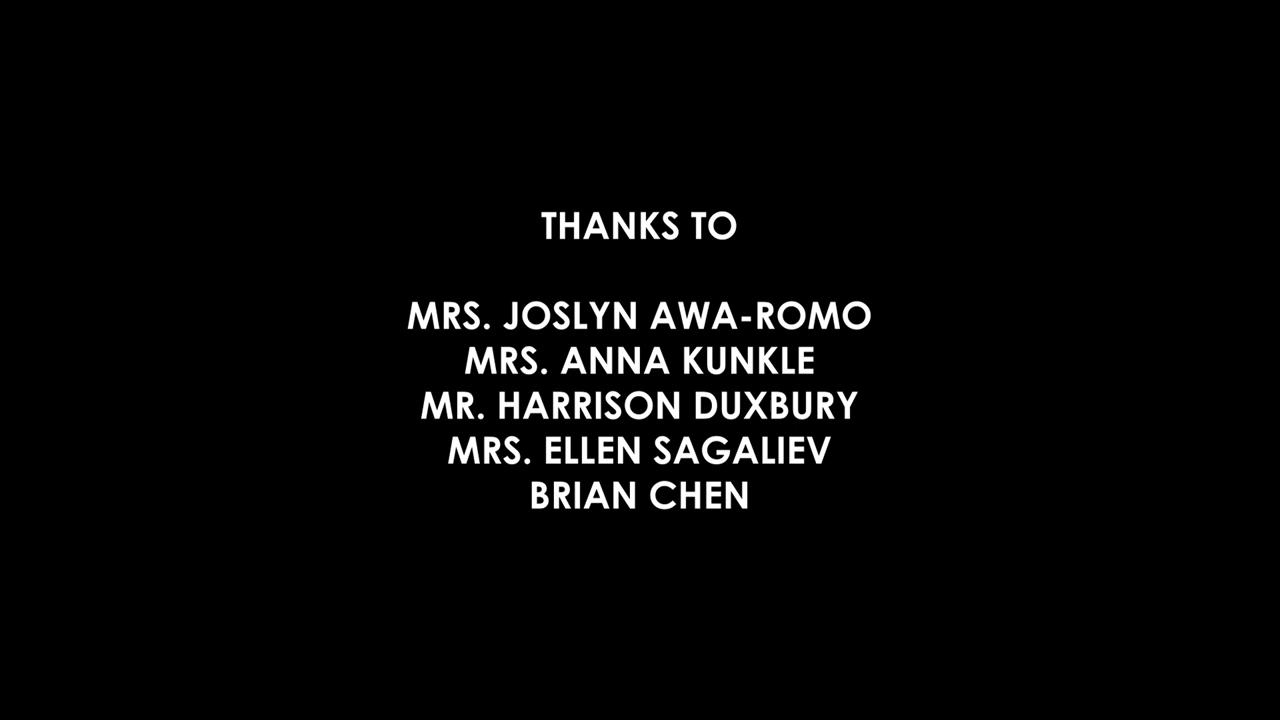 THANKS TO
MRS. JOSLYN AWA-ROMO
MRS. ANNA KUNKLE
MR. HARRISON DUXBURY
MRS. ELLEN SAGALIEV
BRIAN CHEN